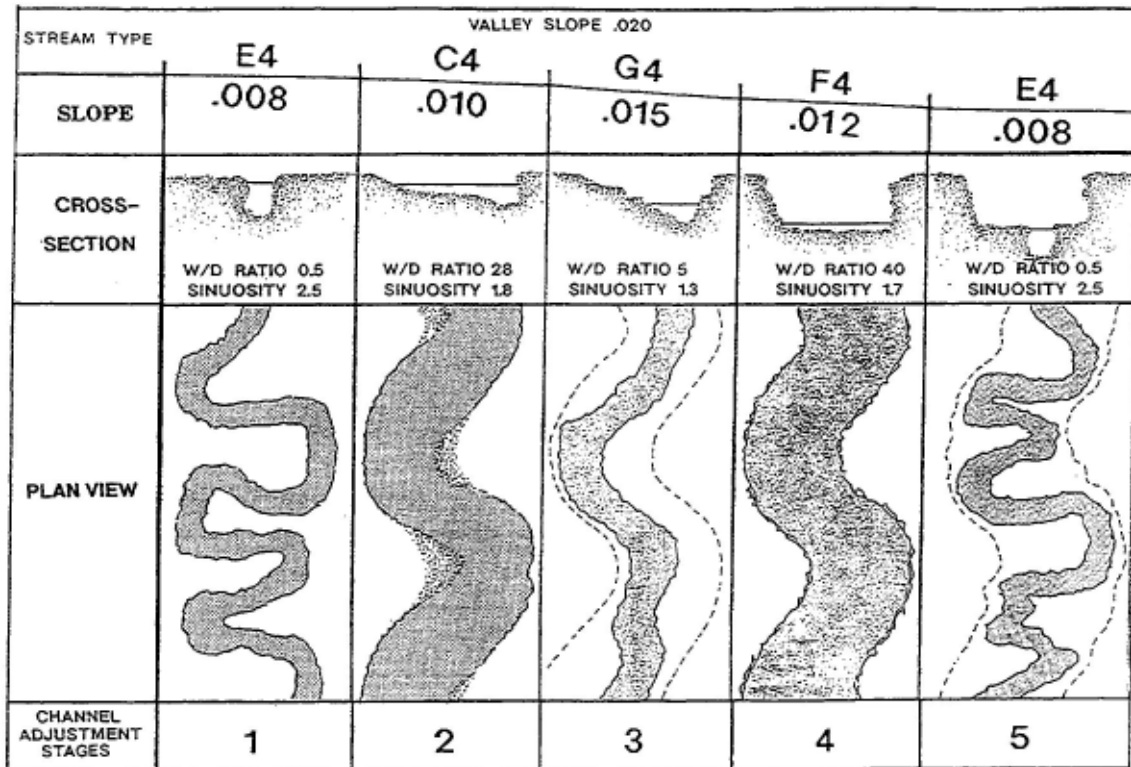 STREAM TYPE
VALLEY SLOPE .020
E4 C4 G4 F4 E4
SLOPE .008 .010 .015 .012 .008
CROSS-
SECTION
W/D RATIO 0.5 W/D RATIO 28 W/D RATIO 5 W/D RATIO 40 W/D RATIO 0.5
SINUOSITY 2.5 SINUOSITY 1.8 SINUOSITY 1.3 SINUOSITY 1.7 SINUOSITY 2.5
PLAN VIEW
CHANNEL
ADJUSTMENT
STAGES
1 2 3 4 5